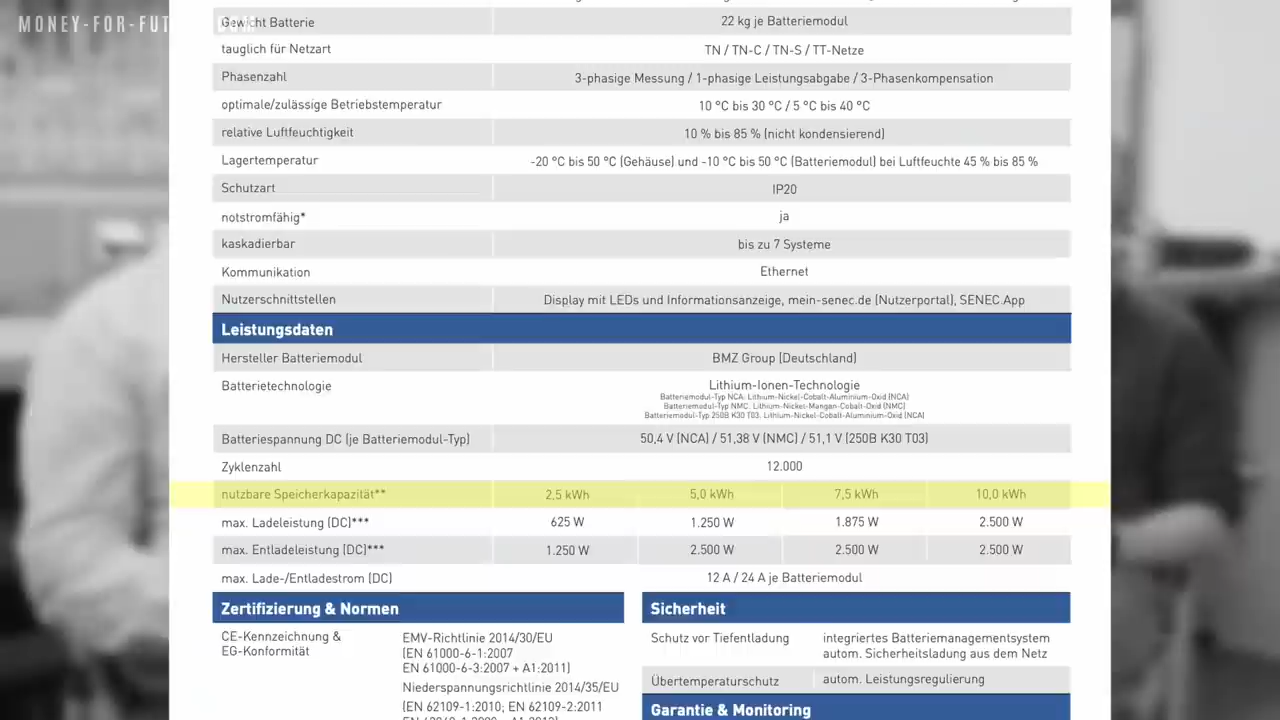 MONEY-FOR-FUT
Gewicht Batterie 22 kg je Batteriemodul
tauglich für Netzart TN / TN-C / TN-S / TT-Netze
Phasenzahl 3-phasige Messung / 1-phasige Leistungsabgabe / 3-Phasenkompensation
optimale/zulässige Betriebstemperatur 10 °C bis 30 °C / 5 °C bis 40 °C
relative Luftfeuchtigkeit 10 % bis 85 % (nicht kondensierend)
Lagertemperatur -20 °C bis 50 °C (Gehäuse) und -10 °C bis 50 °C (Batteriemodul) bei Luftfeuchte 45 % bis 85 %
Schutzart IP20
notstromfähig* ja
kaskadierbar bis zu 7 Systeme
Kommunikation Ethernet
Nutzerschnittstellen Display mit LEDs und Informationsanzeige, mein-senec.de (Nutzerportal), SENEC.App
Leistungsdaten
Hersteller Batteriemodul BMZ Group (Deutschland)
Batterietechnologie Lithium-Ionen-Technologie
Batteriemodul-Typ NCA: Lithium-Nickel-Cobalt-Aluminium-Oxid (NCA)
Batteriemodul-Typ NMC: Lithium-Nickel-Mangan-Cobalt-Oxid (NMC)
Batteriemodul-Typ 250B K30 T03: Lithium-Nickel-Cobalt-Aluminium-Oxid (NCA)
Batteriespannung DC (je Batteriemodul-Typ) 50,4 V (NCA) / 51,38 V (NMC) / 51,1 V (250B K30 T03)
Zyklenzahl 12.000
nutzbare Speicherkapazität** 2,5 kWh 5,0 kWh 7,5 kWh 10,0 kWh
max. Ladeleistung (DC)*** 625 W 1.250 W 1.875 W 2.500 W
max. Entladeleistung (DC)*** 1.250 W 2.500 W 2.500 W 2.500 W
max. Lade-/Entladestrom (DC) 12 A / 24 A je Batteriemodul
Zertifizierung & Normen
CE-Kennzeichnung & EMV-Richtlinie 2014/30/EU
EG-Konformität (EN 61000-6-1:2007
EN 61000-6-3:2007 + A1:2011)
Niederspannungsrichtlinie 2014/35/EU
(EN 62109-1:2010; EN 62109-2:2011
Sicherheit
Schutz vor Tiefentladung integriertes Batteriemanagementsystem
autom. Sicherheitsladung aus dem Netz
Übertemperaturschutz autom. Leistungsregulierung
Garantie & Monitoring